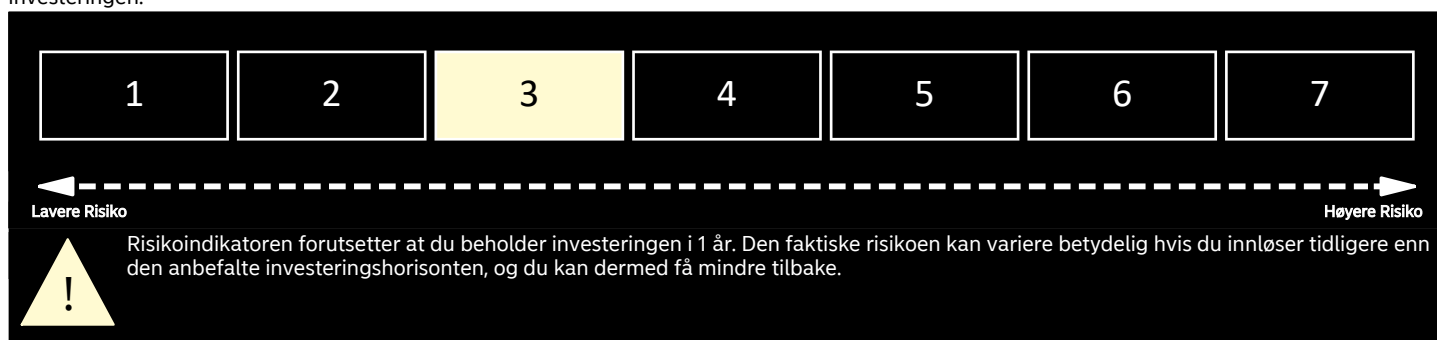 investeringen.
1 2 3 4 5 6 7
Lavere Risiko Høyere Risiko
Risikoindikatoren forutsetter at du beholder investeringen i 1 år. Den faktiske risikoen kan variere betydelig hvis du innløser tidligere enn
den anbefalte investeringshorisonten, og du kan dermed få mindre tilbake.
!